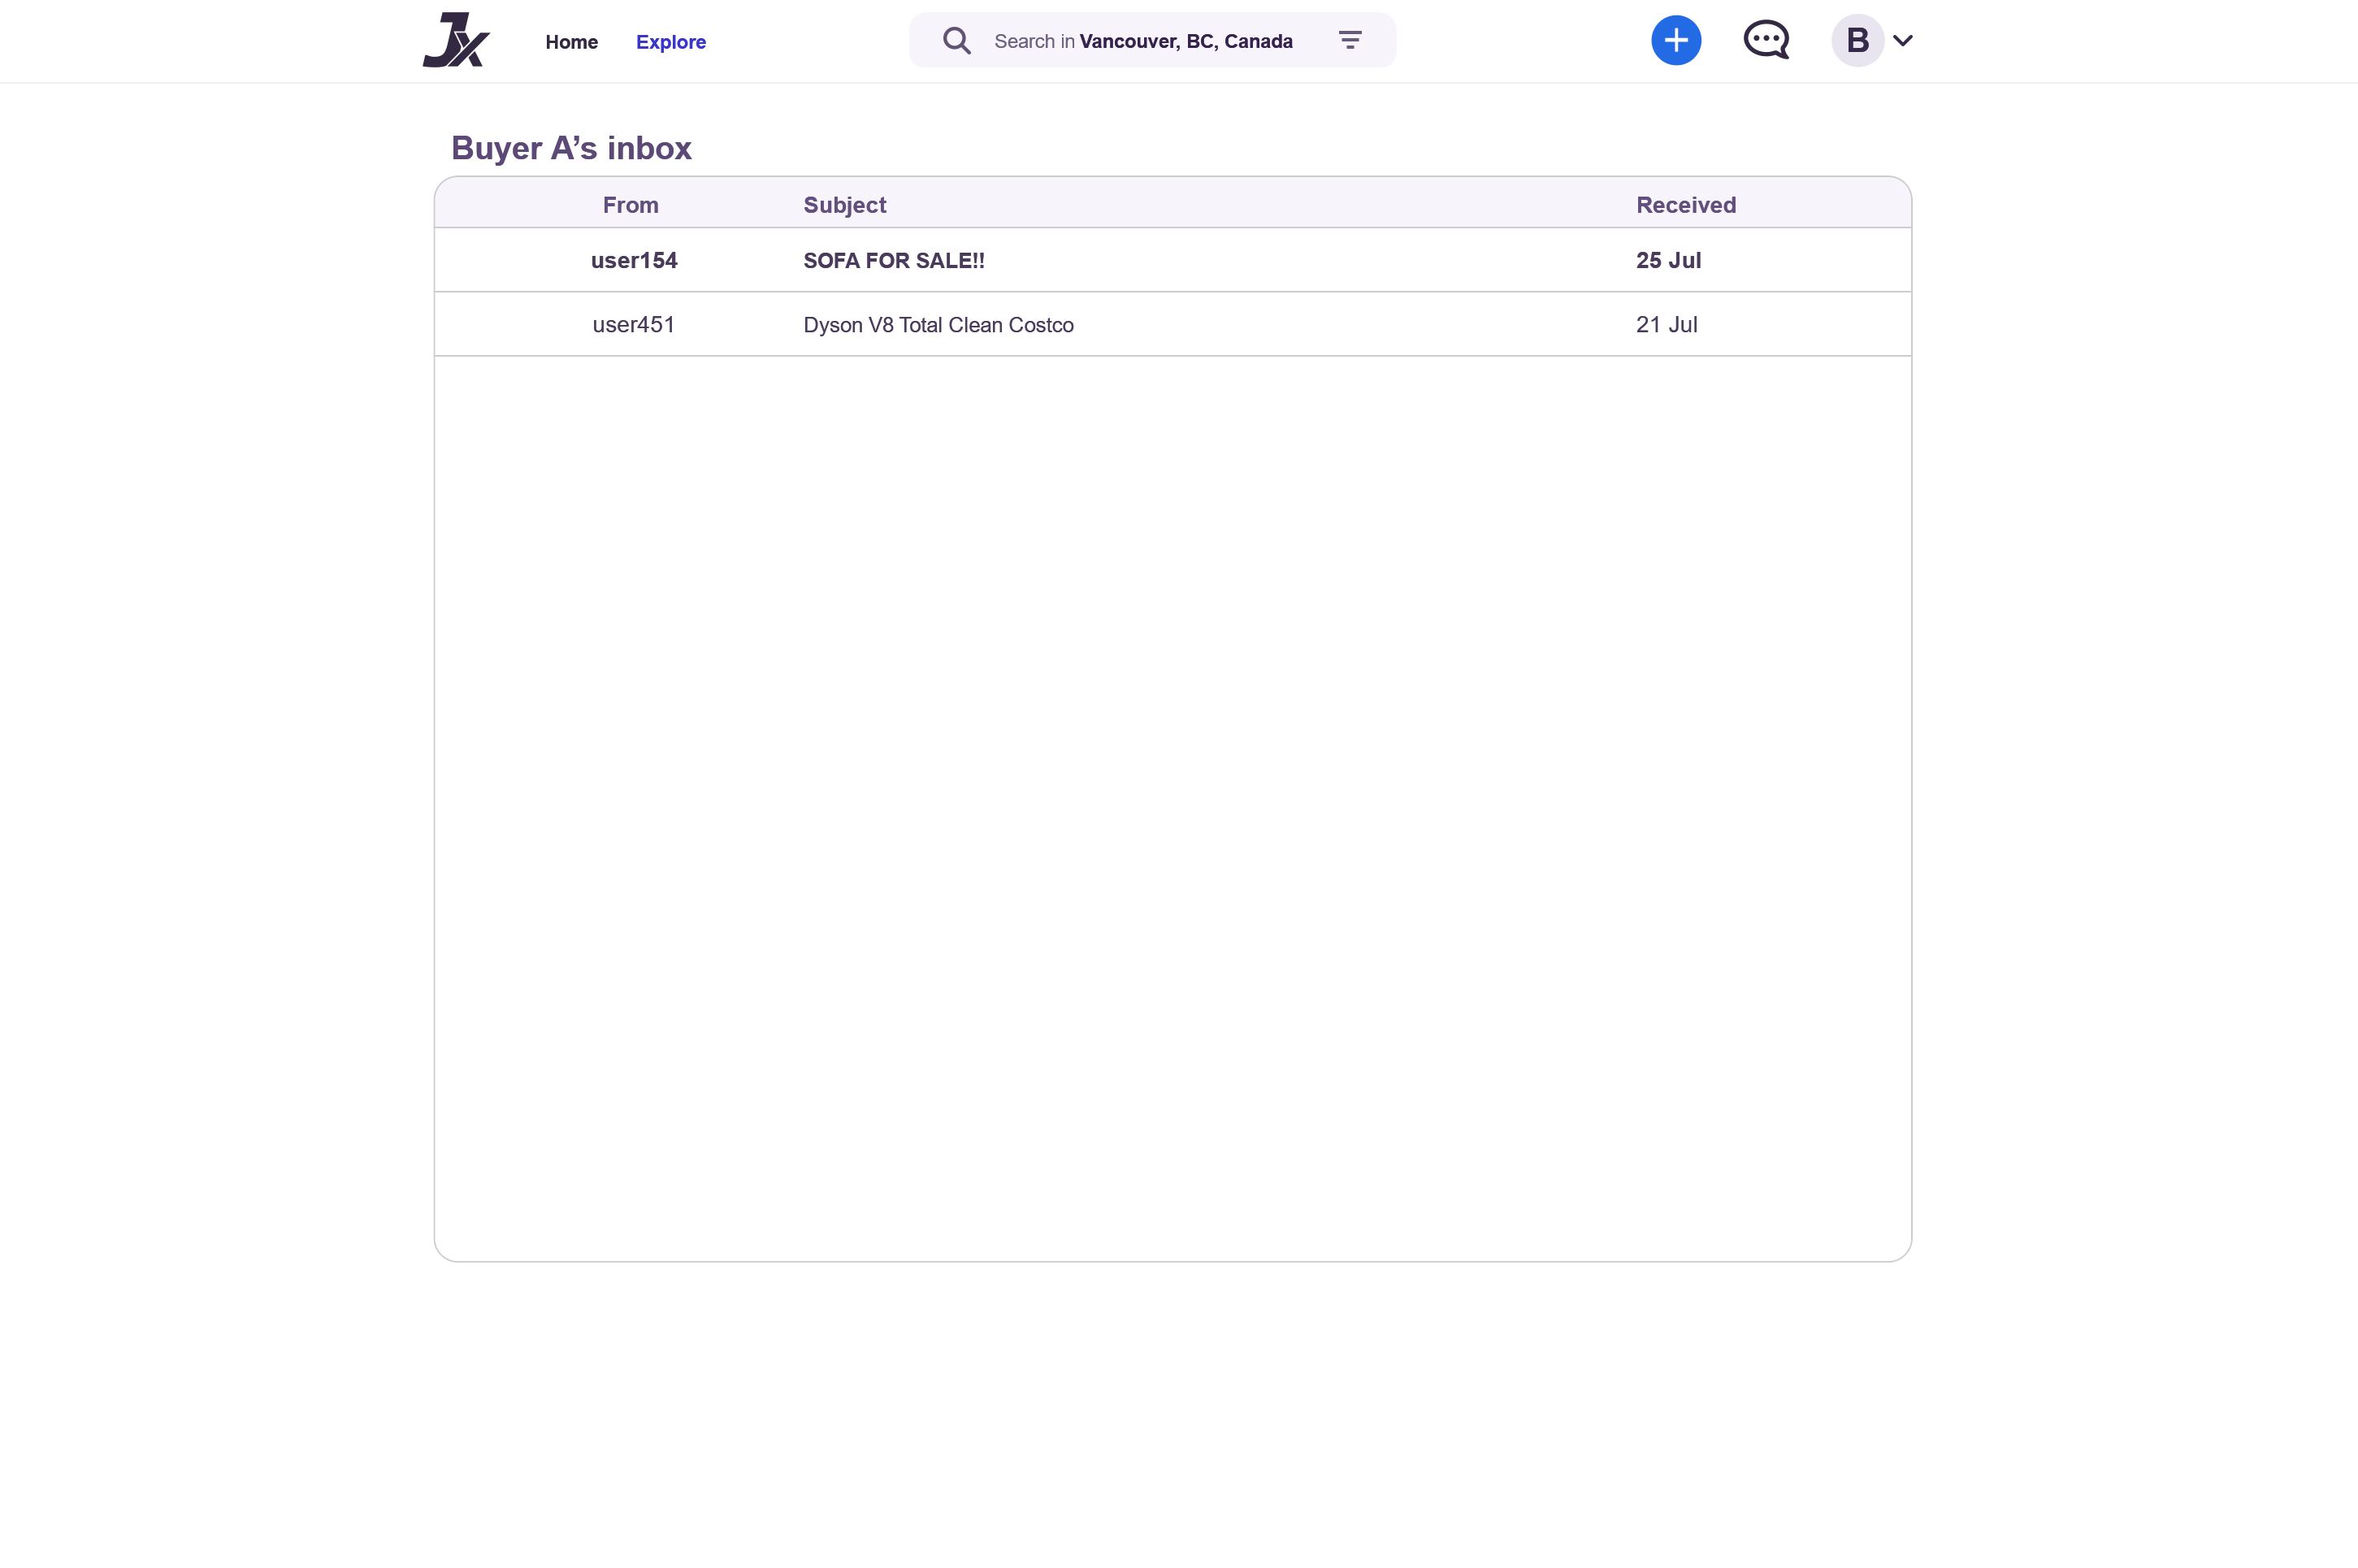 Jx Home Explore Search in Vancouver, BC, Canada B
Buyer A’s inbox
From Subject Received
user154 SOFA FOR SALE!! 25 Jul
user451 Dyson V8 Total Clean Costco 21 Jul